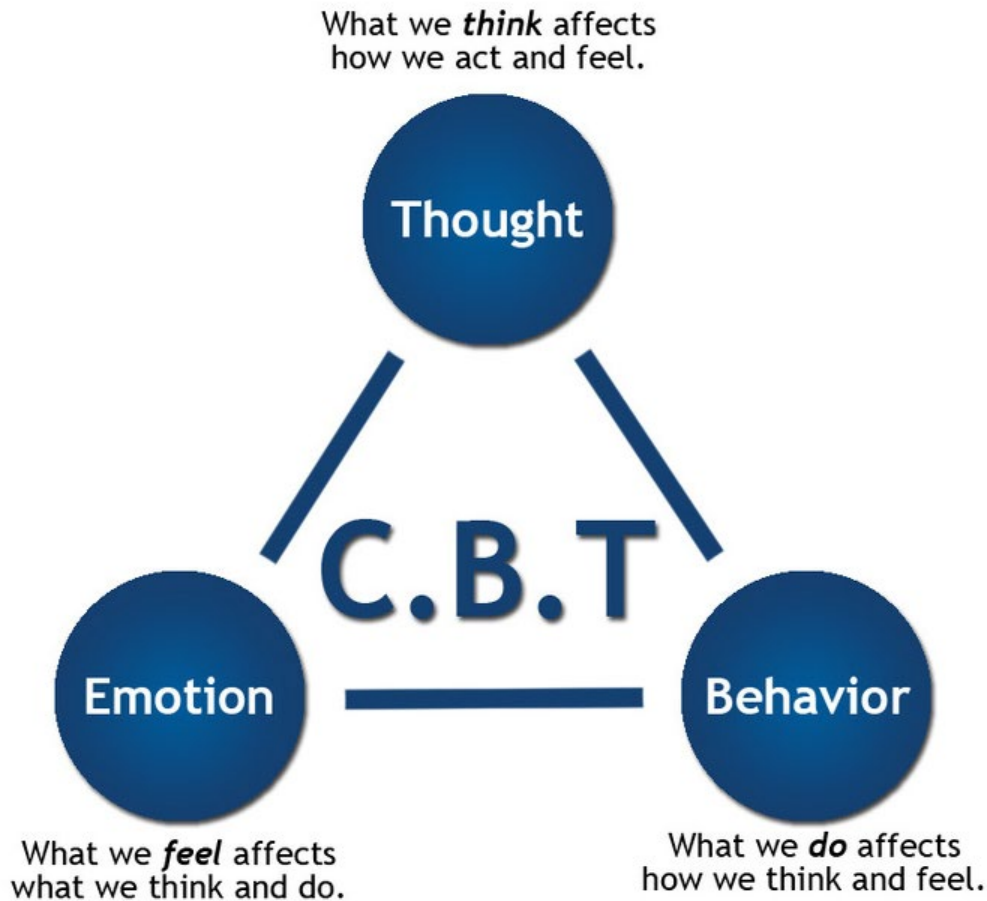 What we think affects
how we act and feel.
Thought
C.B.T
Emotion
Behavior
What we feel affects
what we think and do.
What we do affects
how we think and feel.